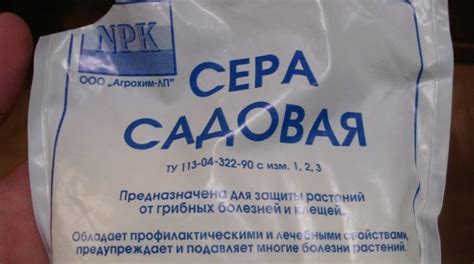 NPK
ООО „Агрохим-ЛП"
СЕРА
САДОВАЯ
ТУ 113-04-322-90 с изм. 1, 2, 3
Предназначена для защиты растений
от грибных болезней и клещей.
Обладает профилактическими и лечебными свойствами,
предупреждает и подавляет многие болезни растений.